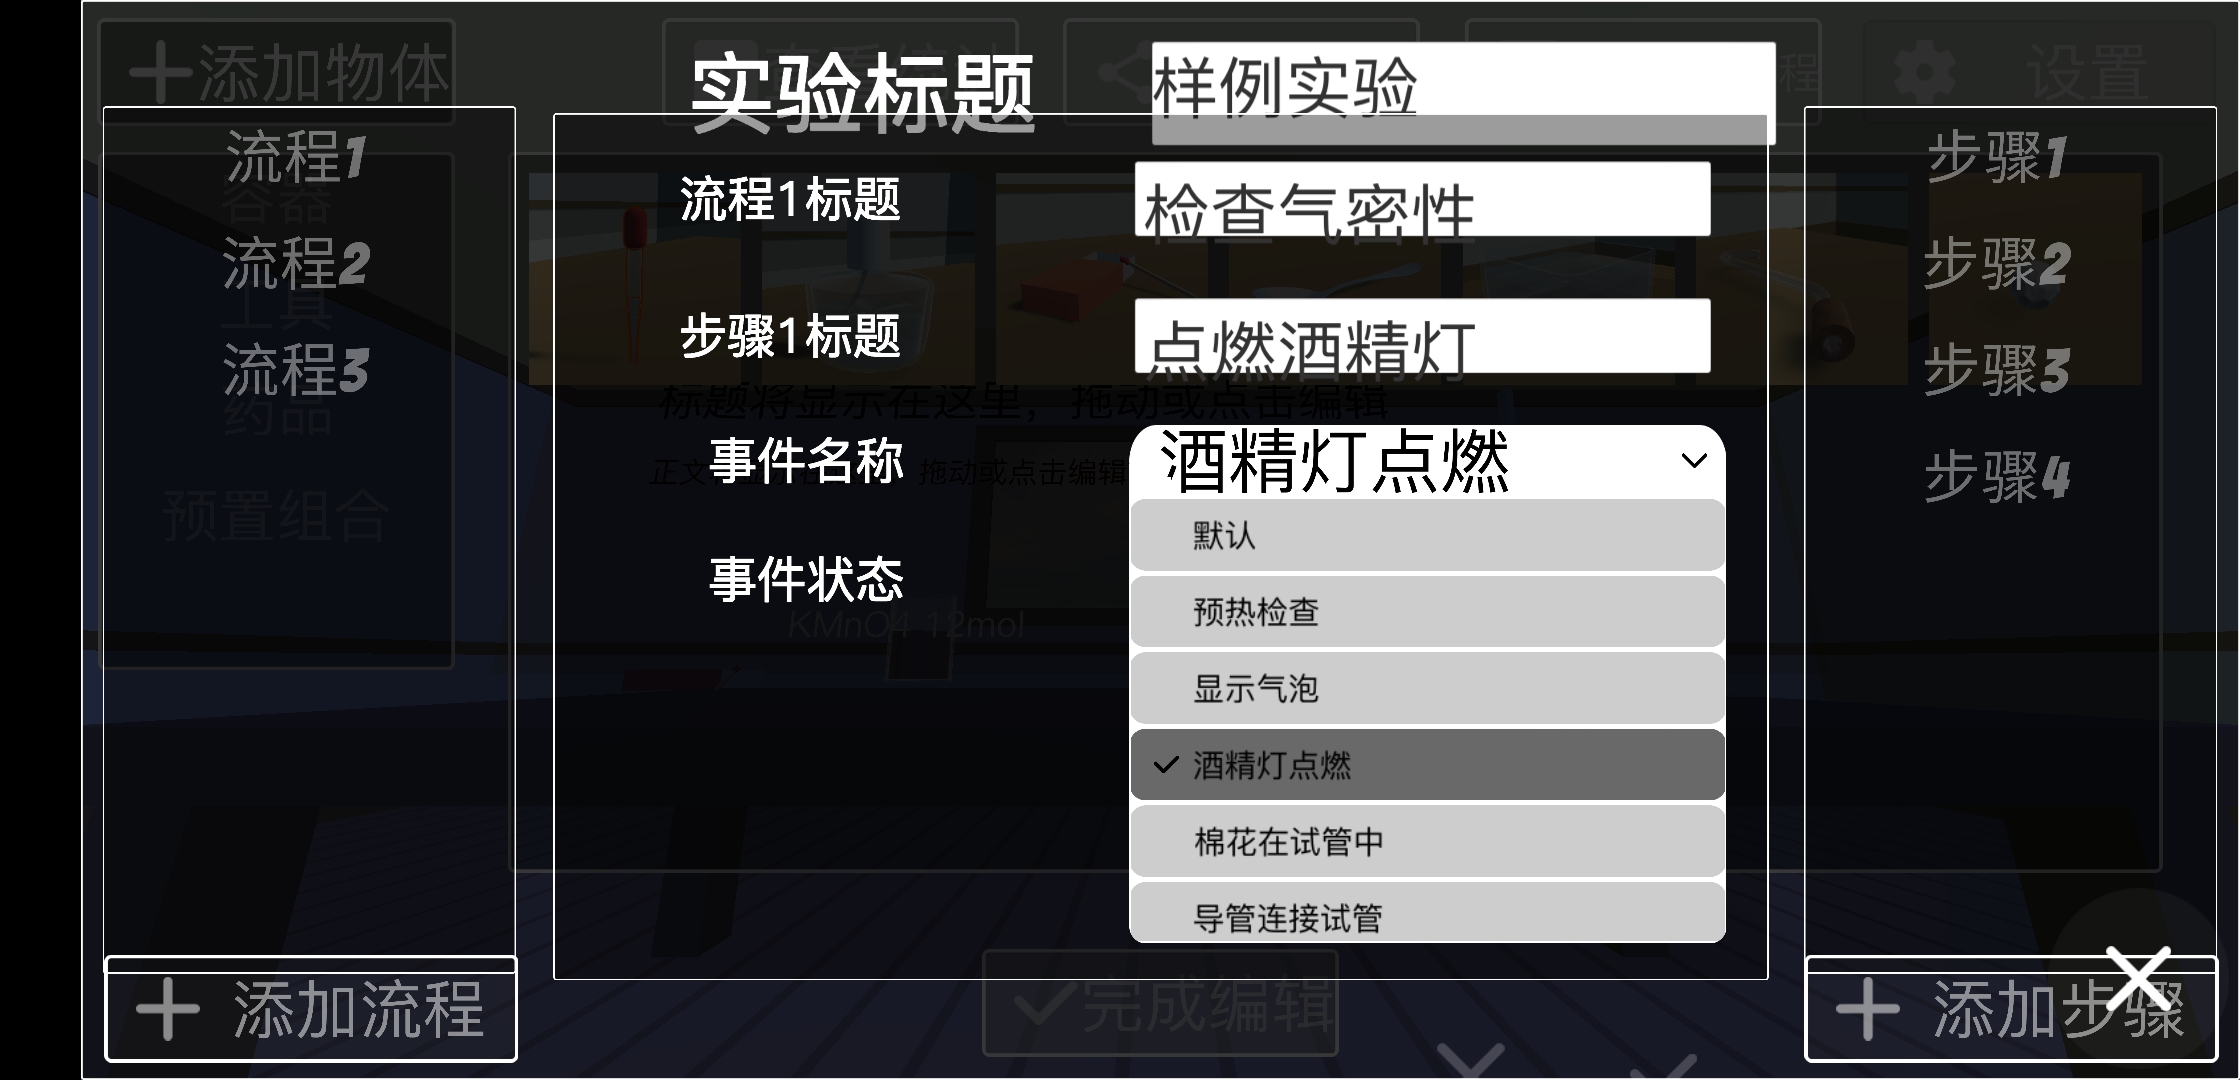 添加物体
设置
实验标题
样例实验
流程1
流程2
流程3
容器
工具
药品
预置组合
流程1标题
检查气密性
步骤1标题
点燃酒精灯
标题将显示在这里，拖动或点击编辑
事件名称
拖动或点击编辑
酒精灯点燃
默认
预热检查
显示气泡
酒精灯点燃
棉花在试管中
导管连接试管
事件状态
KMnO4 12mol
步骤1
步骤2
步骤3
步骤4
添加流程
完成编辑
添加步骤